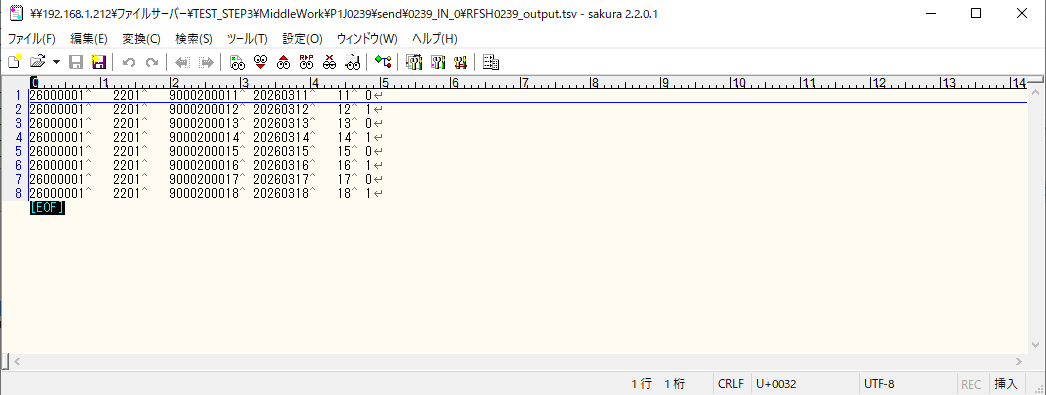 ¥¥192.168.1.212¥ファイルサーバー¥TEST_STEP3¥MiddleWork¥P1J0239¥send¥0239_IN_0¥RFSH0239_output.tsv - sakura 2.2.0.1
ファイル(F) 編集(E) 変換(C) 検索(S) ツール(T) 設定(O) ウィンドウ(W) ヘルプ(H)
0 1 2 3 4 5 6 7 8 9 10 11 12 13 14
1 26000001^ 2201^ 9000200011^ 20260311^ 11^ 0↵
2 26000001^ 2201^ 9000200012^ 20260312^ 12^ 1↵
3 26000001^ 2201^ 9000200013^ 20260313^ 13^ 0↵
4 26000001^ 2201^ 9000200014^ 20260314^ 14^ 1↵
5 26000001^ 2201^ 9000200015^ 20260315^ 15^ 0↵
6 26000001^ 2201^ 9000200016^ 20260316^ 16^ 1↵
7 26000001^ 2201^ 9000200017^ 20260317^ 17^ 0↵
8 26000001^ 2201^ 9000200018^ 20260318^ 18^ 1↵
[EOF]
1 行 1 桁 CRLF U+0032 UTF-8 REC 挿入